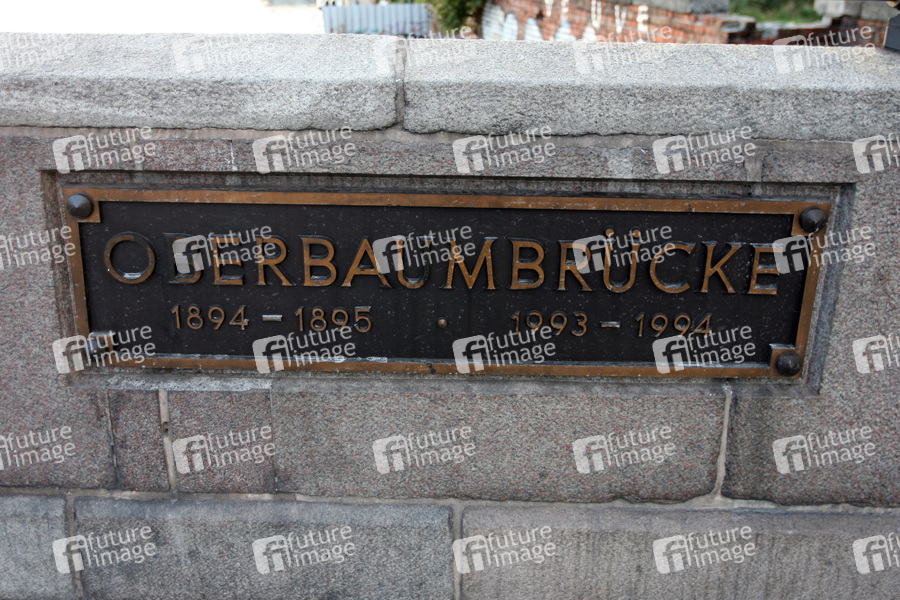 OBERBAUMBRÜCKE
1894 – 1895 · 1993 – 1994